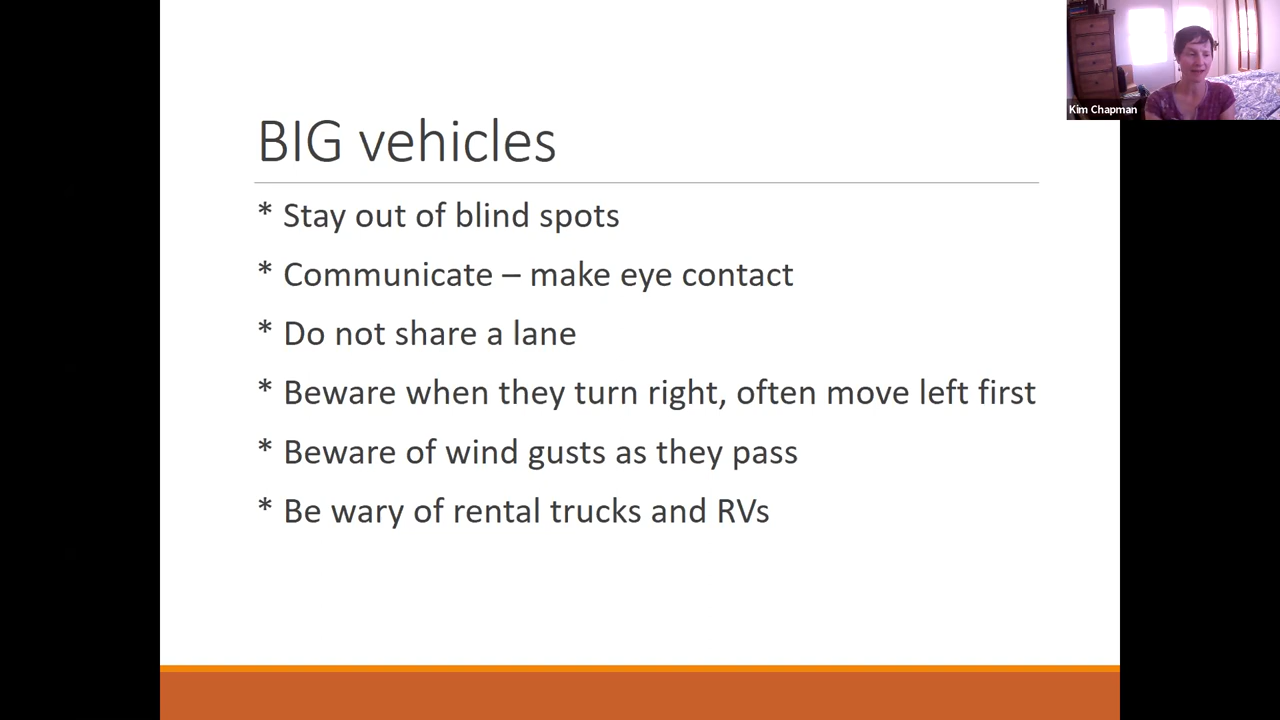 Kim Chapman
BIG vehicles
* Stay out of blind spots
* Communicate – make eye contact
* Do not share a lane
* Beware when they turn right, often move left first
* Beware of wind gusts as they pass
* Be wary of rental trucks and RVs